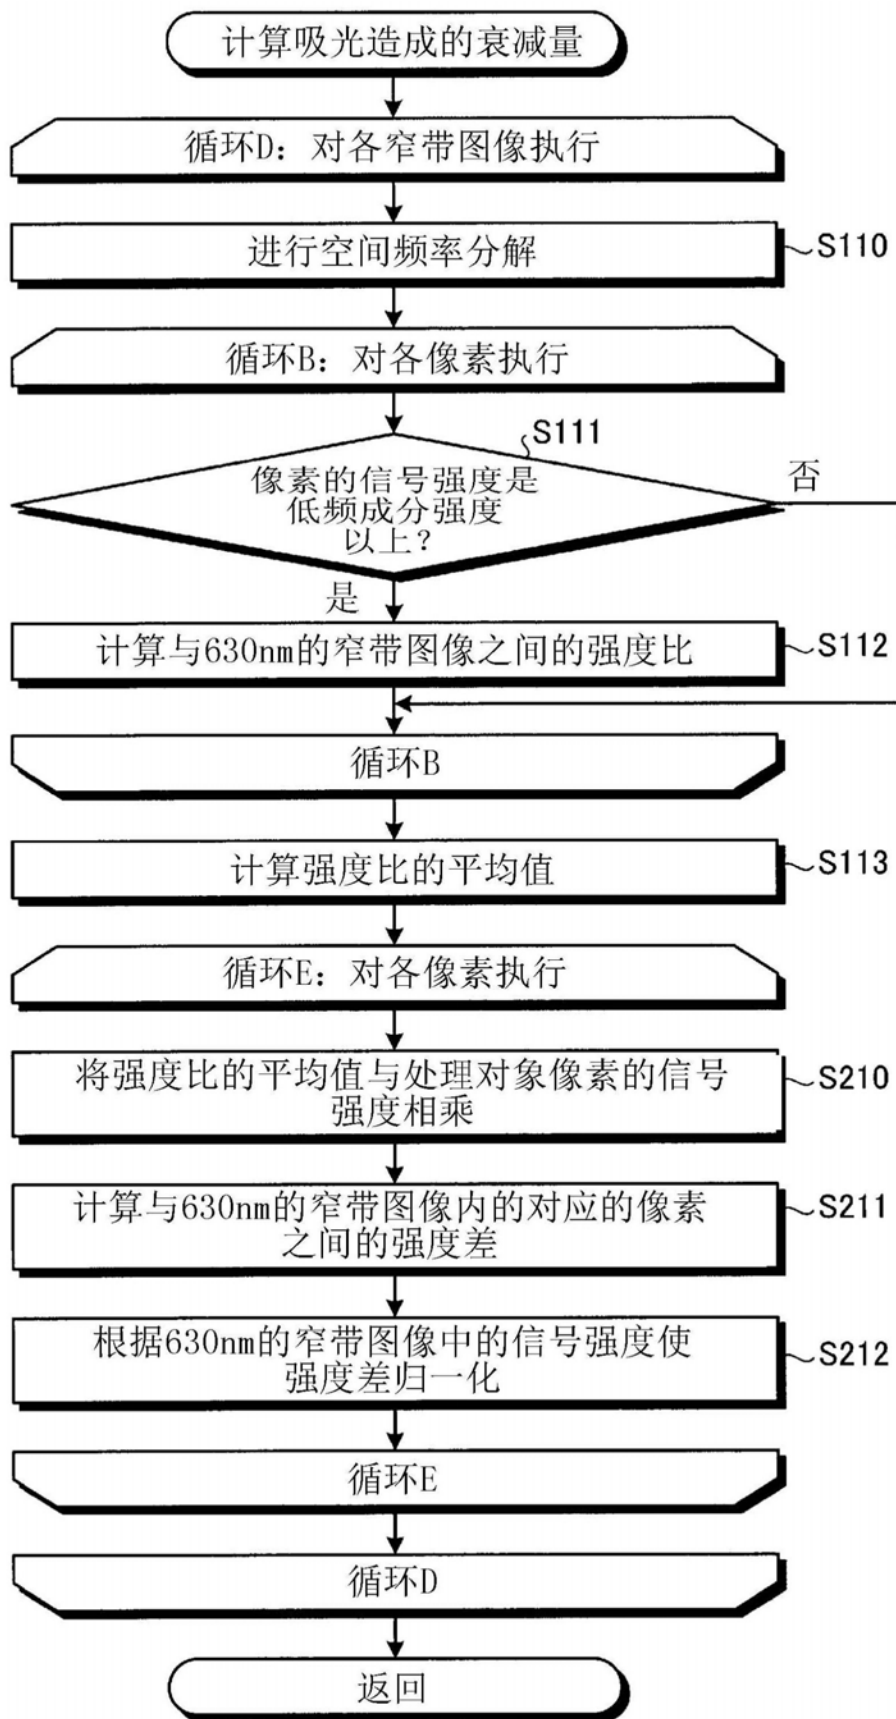 计算吸光造成的衰减量
循环D：对各窄带图像执行
进行空间频率分解
S110
循环B：对各像素执行
S111
像素的信号强度是
低频成分强度
以上？
否
是
计算与630nm的窄带图像之间的强度比
S112
循环B
计算强度比的平均值
S113
循环E：对各像素执行
将强度比的平均值与处理对象像素的信号
强度相乘
S210
计算与630nm的窄带图像内的对应的像素
之间的强度差
S211
根据630nm的窄带图像中的信号强度使
强度差归一化
S212
循环E
循环D
返回